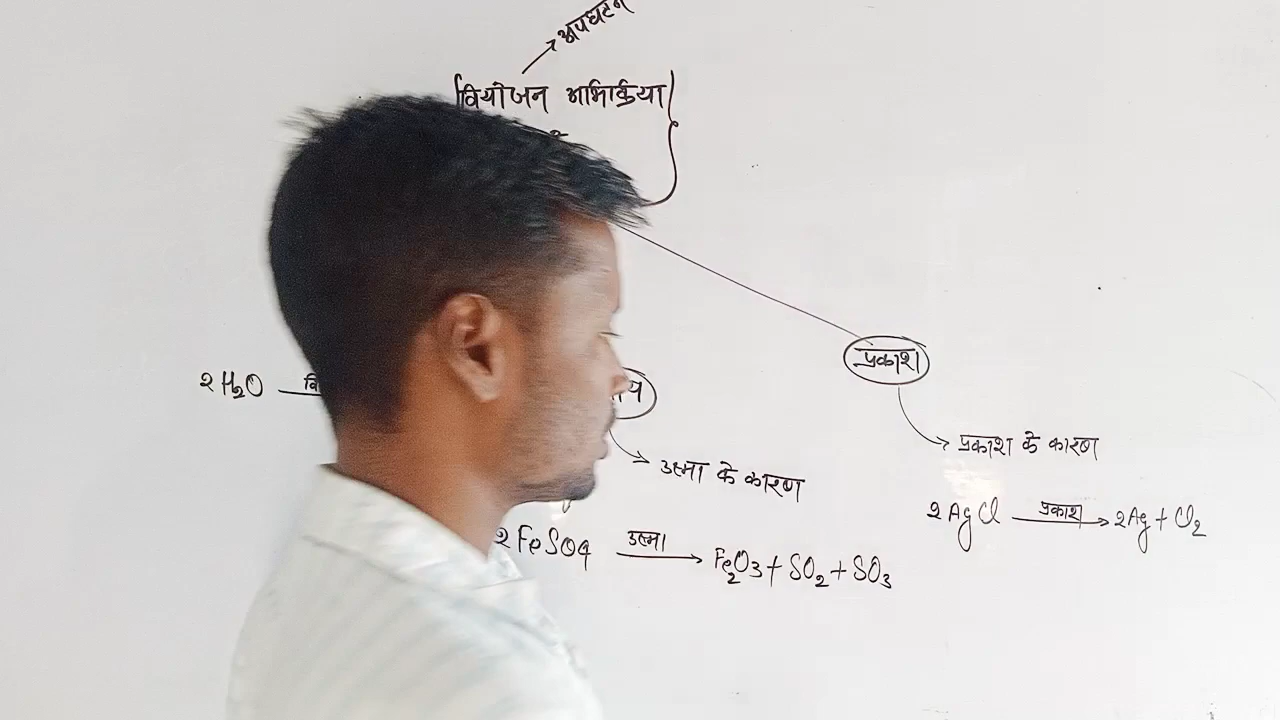 अपघटन
वियोजन अभिक्रिया
प्रकाश
2H₂O
प्रकाश के कारण
उष्मा के कारण
2AgCl प्रकाश → 2Ag + Cl₂
2FeSO4 उष्मा → Fe₂O3 + SO₂ + SO₃